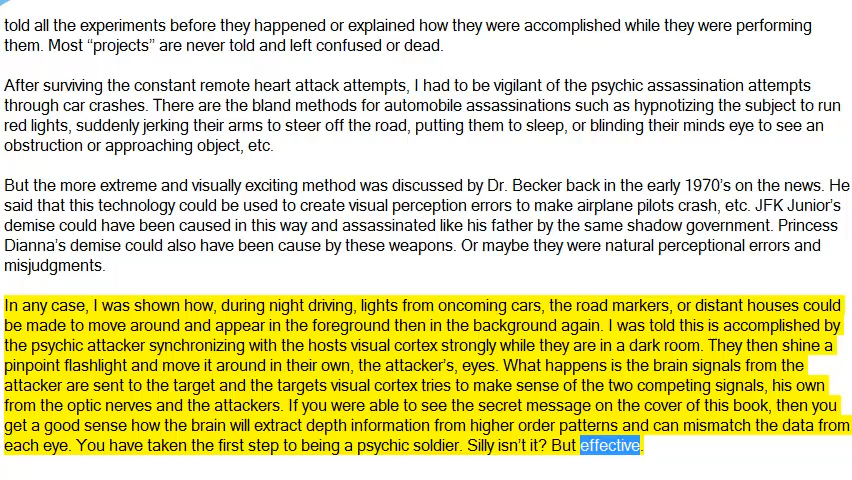 told all the experiments before they happened or explained how they were accomplished while they were performing
them. Most “projects” are never told and left confused or dead.
After surviving the constant remote heart attack attempts, I had to be vigilant of the psychic assassination attempts
through car crashes. There are the bland methods for automobile assassinations such as hypnotizing the subject to run
red lights, suddenly jerking their arms to steer off the road, putting them to sleep, or blinding their minds eye to see an
obstruction or approaching object, etc.
But the more extreme and visually exciting method was discussed by Dr. Becker back in the early 1970’s on the news. He
said that this technology could be used to create visual perception errors to make airplane pilots crash, etc. JFK Junior’s
demise could have been caused in this way and assassinated like his father by the same shadow government. Princess
Dianna’s demise could also have been cause by these weapons. Or maybe they were natural perceptional errors and
misjudgments.
In any case, I was shown how, during night driving, lights from oncoming cars, the road markers, or distant houses could
be made to move around and appear in the foreground then in the background again. I was told this is accomplished by
the psychic attacker synchronizing with the hosts visual cortex strongly while they are in a dark room. They then shine a
pinpoint flashlight and move it around in their own, the attacker’s, eyes. What happens is the brain signals from the
attacker are sent to the target and the targets visual cortex tries to make sense of the two competing signals, his own
from the optic nerves and the attackers. If you were able to see the secret message on the cover of this book, then you
get a good sense how the brain will extract depth information from higher order patterns and can mismatch the data from
each eye. You have taken the first step to being a psychic soldier. Silly isn’t it? But effective.